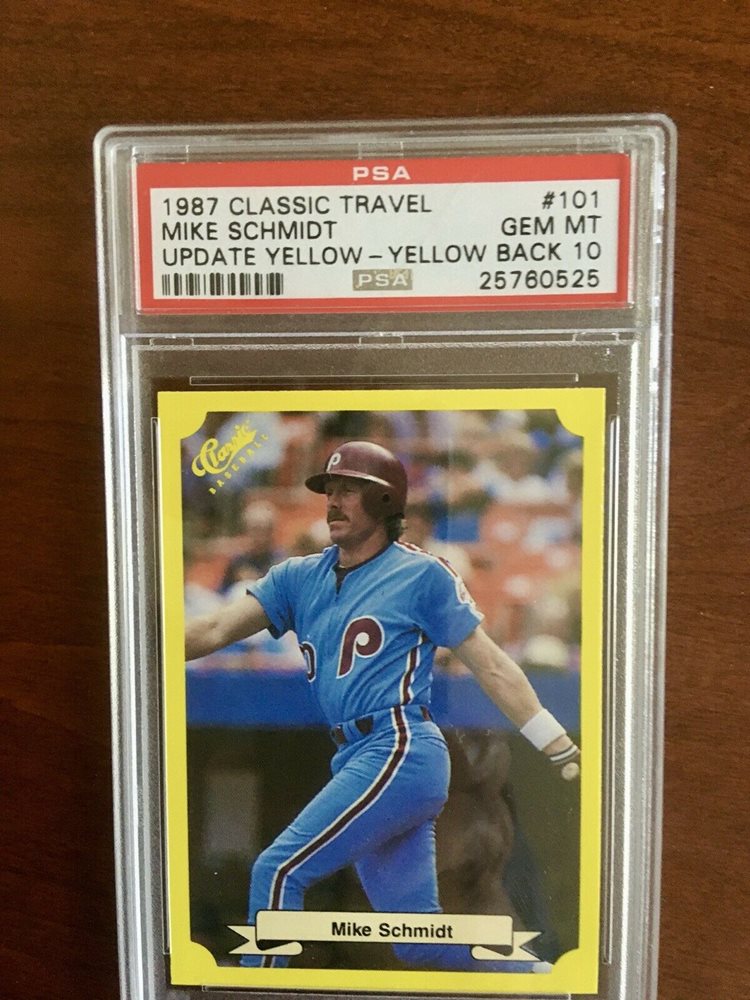 PSA
1987 CLASSIC TRAVEL #101
MIKE SCHMIDT GEM MT
UPDATE YELLOW - YELLOW BACK 10
PSA 25760525
Classic
BASEBALL
P
P
Mike Schmidt